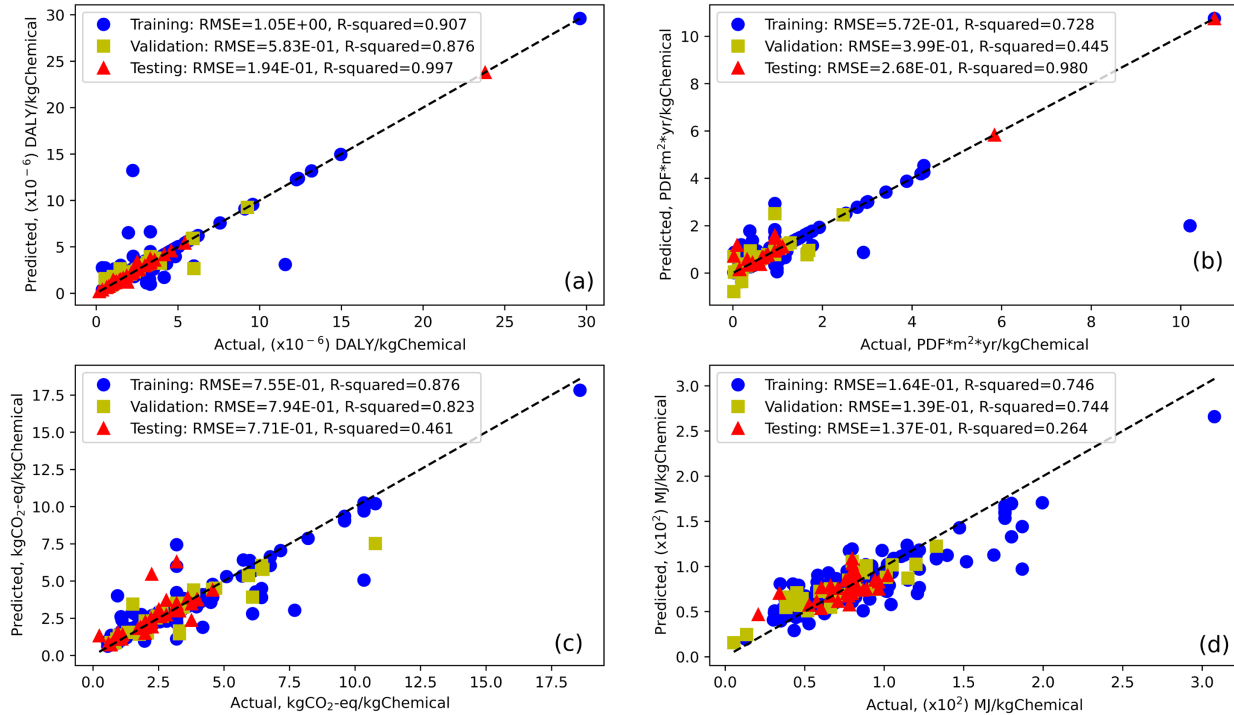 Training: RMSE=1.05E+00, R-squared=0.907
Validation: RMSE=5.83E-01, R-squared=0.876
Testing: RMSE=1.94E-01, R-squared=0.997
30
25
20
15
10
5
0
Predicted, (x10⁻⁶) DALY/kgChemical
(a)
0 5 10 15 20 25 30
Actual, (x10⁻⁶) DALY/kgChemical
Training: RMSE=5.72E-01, R-squared=0.728
Validation: RMSE=3.99E-01, R-squared=0.445
Testing: RMSE=2.68E-01, R-squared=0.980
10
8
6
4
2
0
Predicted, PDF*m²*yr/kgChemical
(b)
0 2 4 6 8 10
Actual, PDF*m²*yr/kgChemical
Training: RMSE=7.55E-01, R-squared=0.876
Validation: RMSE=7.94E-01, R-squared=0.823
Testing: RMSE=7.71E-01, R-squared=0.461
17.5
15.0
12.5
10.0
7.5
5.0
2.5
0.0
Predicted, kgCO₂-eq/kgChemical
(c)
0.0 2.5 5.0 7.5 10.0 12.5 15.0 17.5
Actual, kgCO₂-eq/kgChemical
Training: RMSE=1.64E-01, R-squared=0.746
Validation: RMSE=1.39E-01, R-squared=0.744
Testing: RMSE=1.37E-01, R-squared=0.264
3.0
2.5
2.0
1.5
1.0
0.5
0.0
Predicted, (x10²) MJ/kgChemical
(d)
0.0 0.5 1.0 1.5 2.0 2.5 3.0
Actual, (x10²) MJ/kgChemical